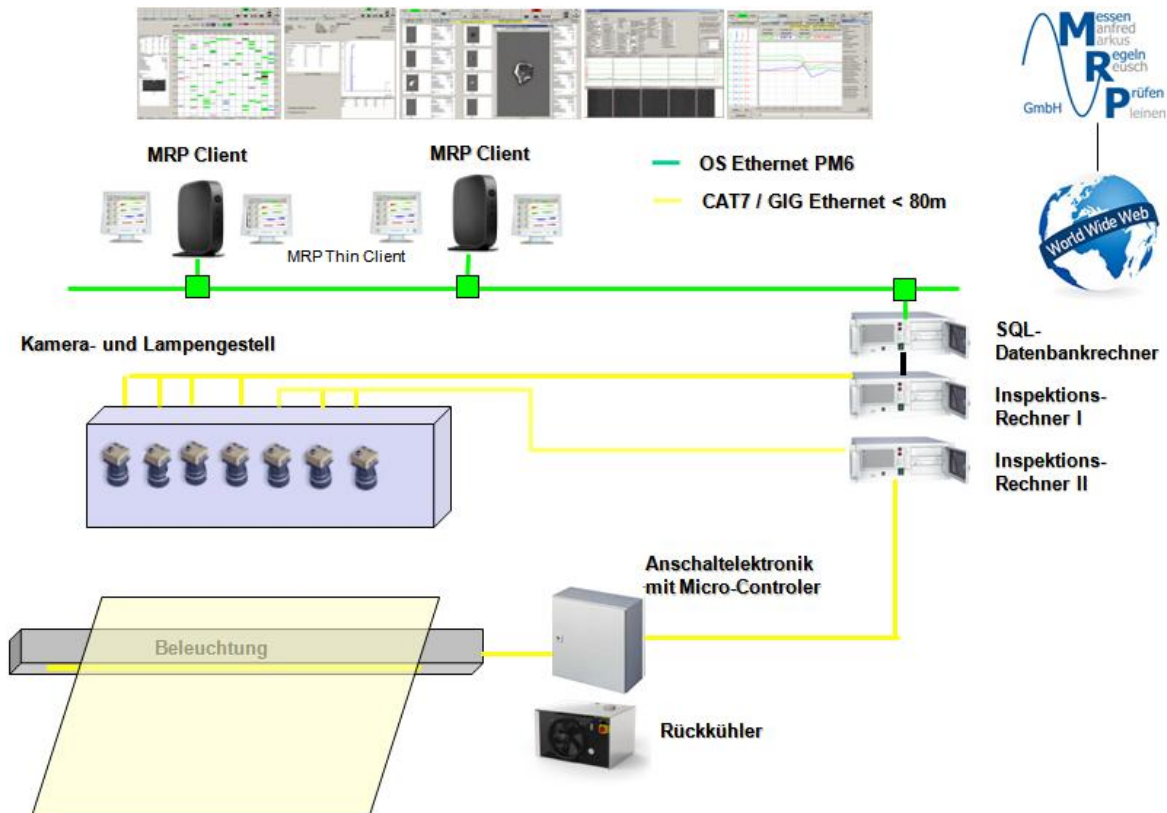 Messen
Manfred
Markus
Regeln
Reusch
GmbH
Prüfen
Pleinen
MRP Client
MRP Client
OS Ethernet PM6
CAT7 / GIG Ethernet < 80m
MRP Thin Client
World Wide Web
Kamera- und Lampengestell
SQL-
Datenbankrechner
Inspektions-
Rechner I
Inspektions-
Rechner II
Anschaltelektronik
mit Micro-Controler
Beleuchtung
Rückkühler